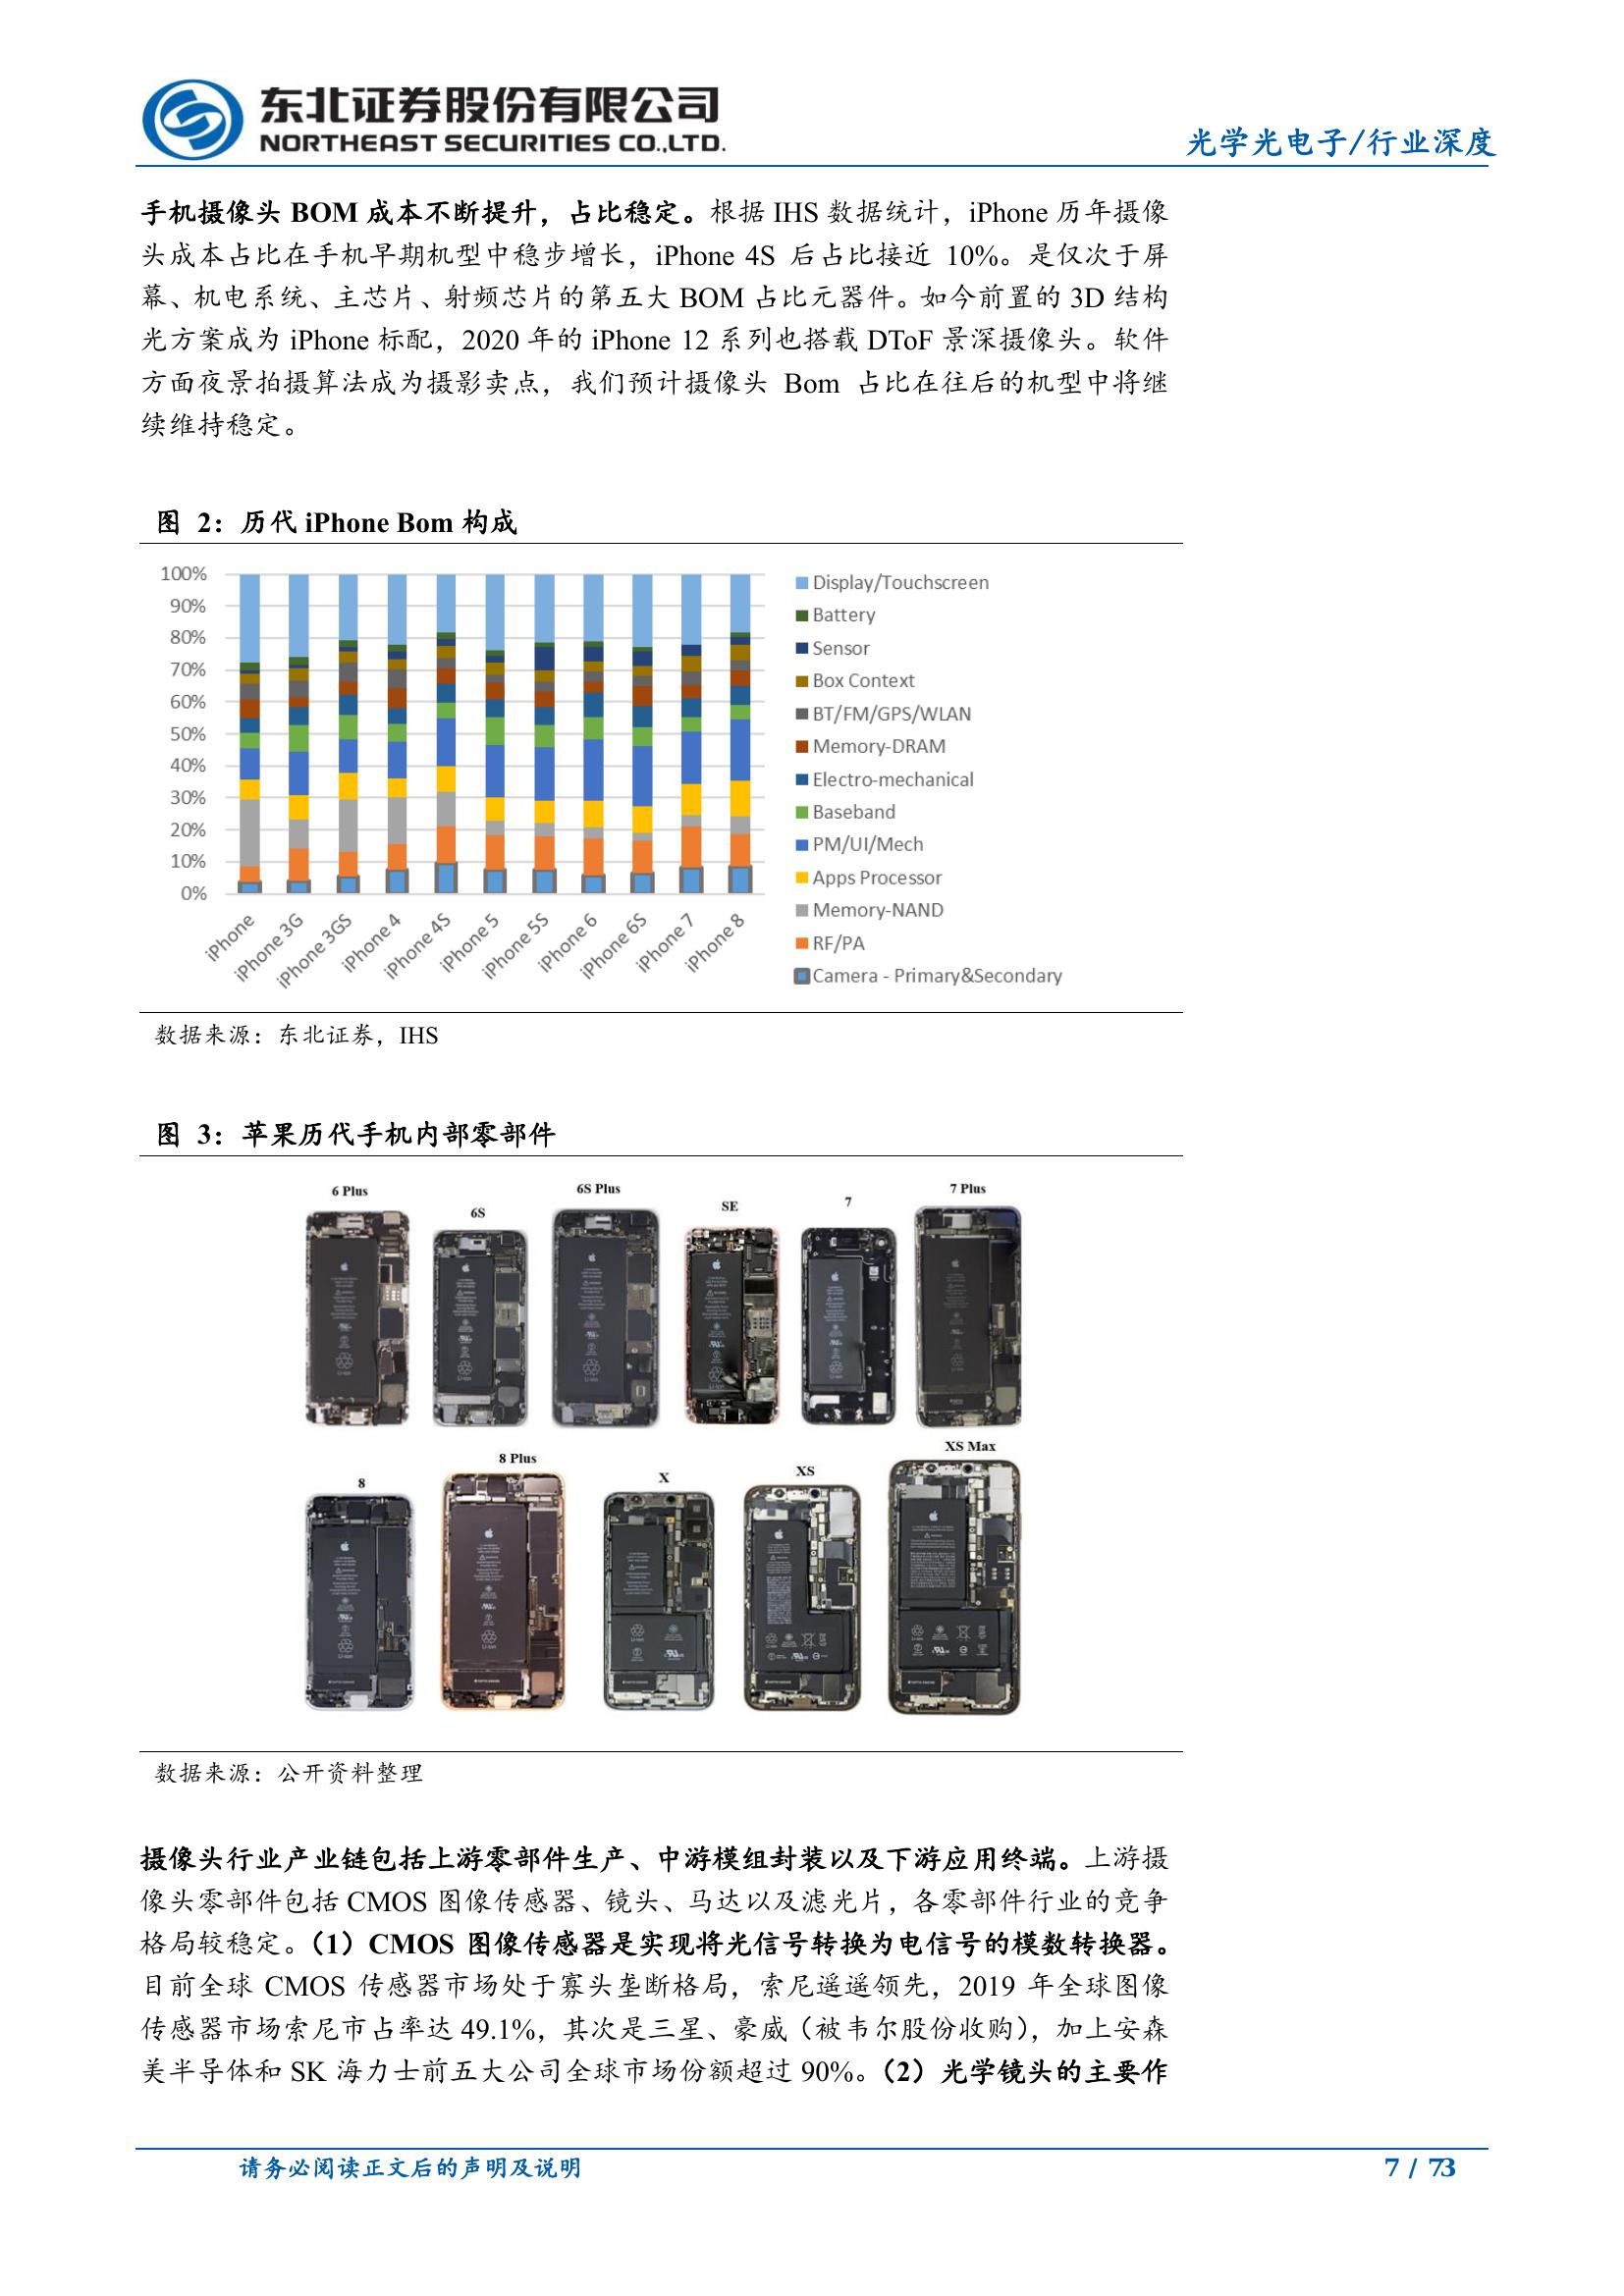 东北证券股份有限公司
NORTHEAST SECURITIES CO.,LTD.
光学光电子/行业深度
手机摄像头 BOM 成本不断提升，占比稳定。根据 IHS 数据统计，iPhone 历年摄像
头成本占比在手机早期机型中稳步增长，iPhone 4S 后占比接近 10%。是仅次于屏
幕、机电系统、主芯片、射频芯片的第五大 BOM 占比元器件。如今前置的 3D 结构
光方案成为 iPhone 标配，2020 年的 iPhone 12 系列也搭载 DToF 景深摄像头。软件
方面夜景拍摄算法成为摄影卖点，我们预计摄像头 Bom 占比在往后的机型中将继
续维持稳定。
图 2：历代 iPhone Bom 构成
100%
90%
80%
70%
60%
50%
40%
30%
20%
10%
0%
iPhone
iPhone 3G
iPhone 3GS
iPhone 4
iPhone 4S
iPhone 5
iPhone 5S
iPhone 6
iPhone 6S
iPhone 7
iPhone 8
Display/Touchscreen
Battery
Sensor
Box Context
BT/FM/GPS/WLAN
Memory-DRAM
Electro-mechanical
Baseband
PM/UI/Mech
Apps Processor
Memory-NAND
RF/PA
Camera - Primary&Secondary
数据来源：东北证券，IHS
图 3：苹果历代手机内部零部件
6 Plus
6S
6S Plus
SE
7
7 Plus
8
8 Plus
X
XS
XS Max
数据来源：公开资料整理
摄像头行业产业链包括上游零部件生产、中游模组封装以及下游应用终端。上游摄
像头零部件包括 CMOS 图像传感器、镜头、马达以及滤光片，各零部件行业的竞争
格局较稳定。（1）CMOS 图像传感器是实现将光信号转换为电信号的模数转换器。
目前全球 CMOS 传感器市场处于寡头垄断格局，索尼遥遥领先，2019 年全球图像
传感器市场索尼市占率达 49.1%，其次是三星、豪威（被韦尔股份收购），加上安森
美半导体和 SK 海力士前五大公司全球市场份额超过 90%。（2）光学镜头的主要作
请务必阅读正文后的声明及说明
7 / 73